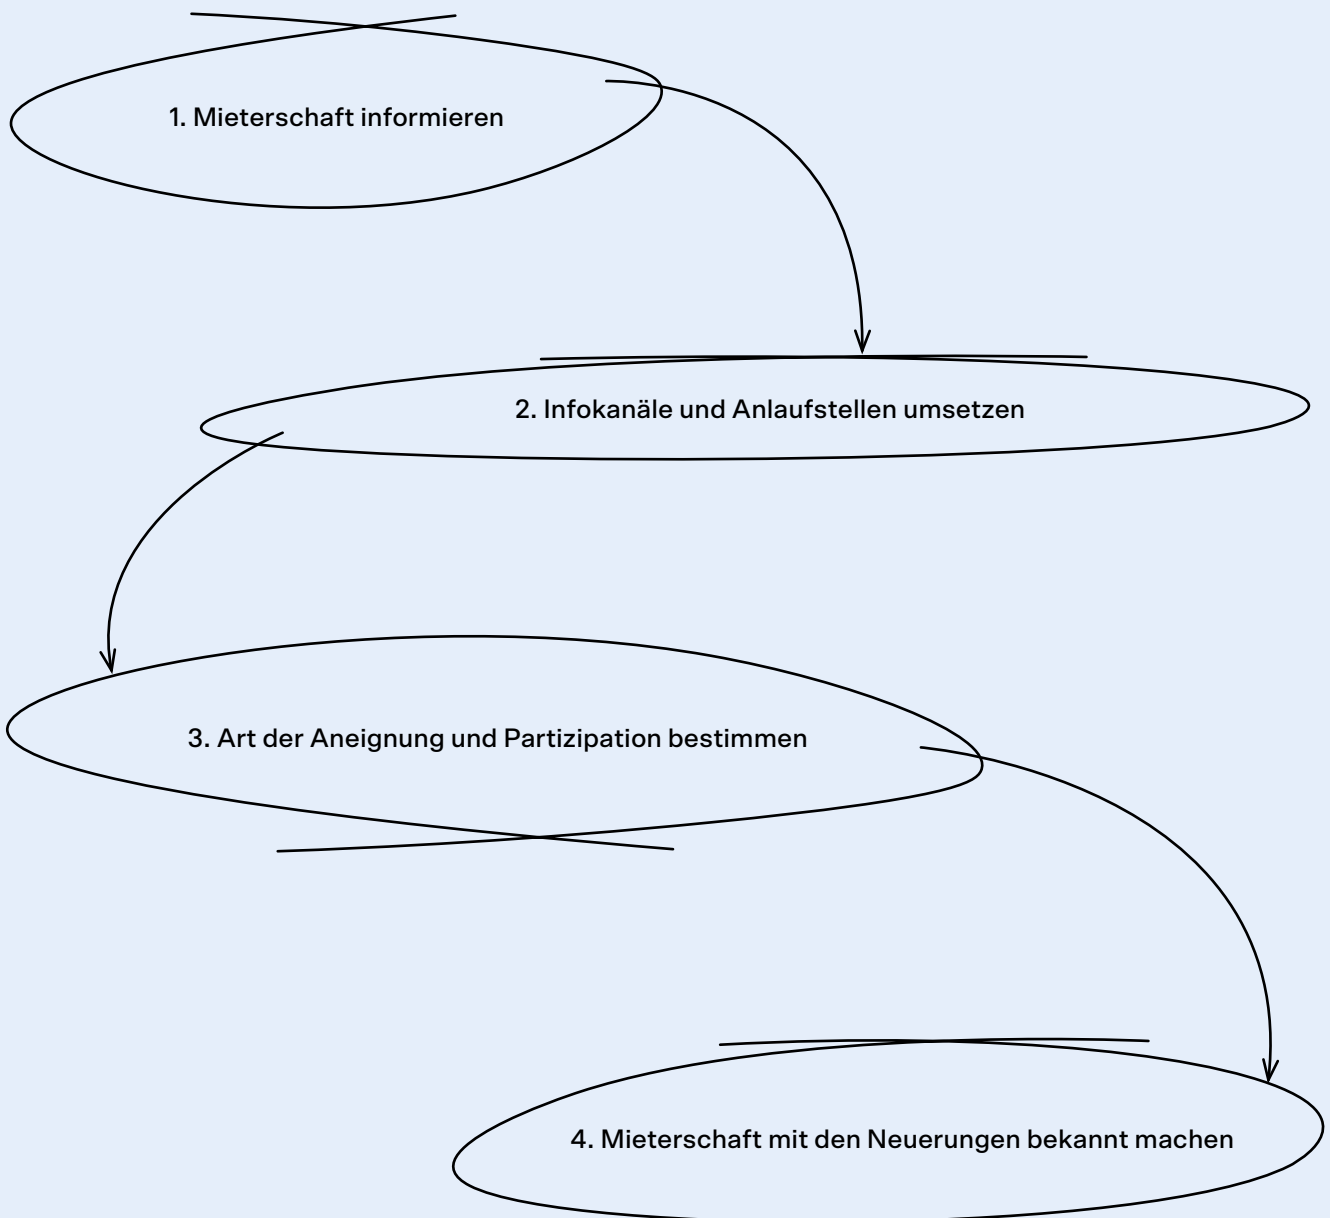 1. Mieterschaft informieren
2. Infokanäle und Anlaufstellen umsetzen
3. Art der Aneignung und Partizipation bestimmen
4. Mieterschaft mit den Neuerungen bekannt machen